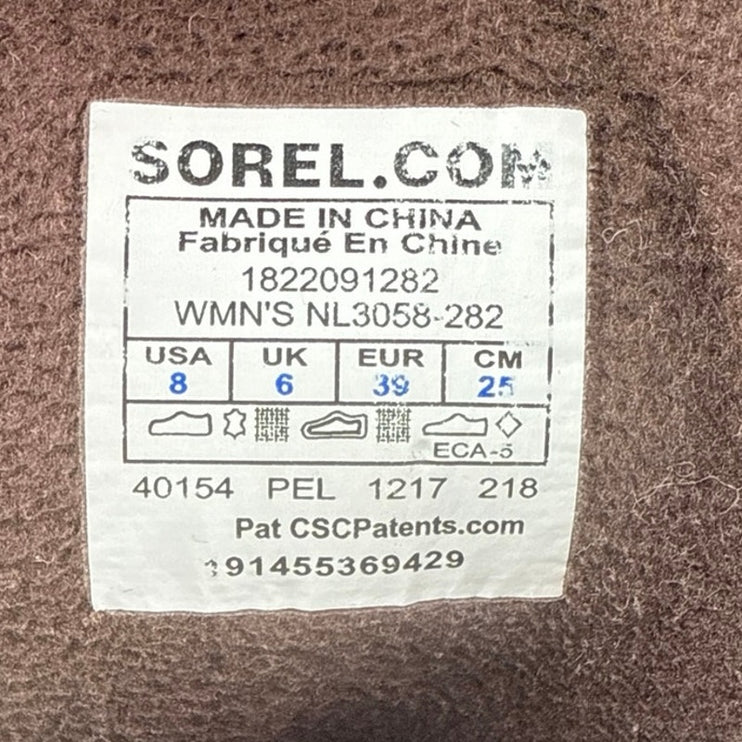 SOREL.COM
MADE IN CHINA
Fabriqué En Chine
1822091282
WMN'S NL3058-282
USA UK EUR CM
8 6 39 25
ECA-5
40154 PEL 1217 218
Pat CSCPatents.com
191455369429